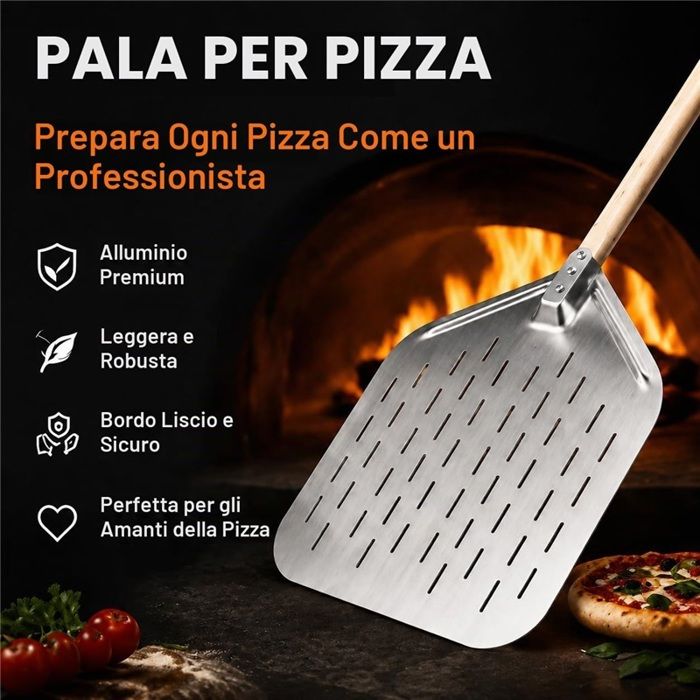 PALA PER PIZZA
Prepara Ogni Pizza Come un
Professionista
Alluminio
Premium
Leggera e
Robusta
Bordo Liscio e
Sicuro
Perfetta per gli
Amanti della Pizza